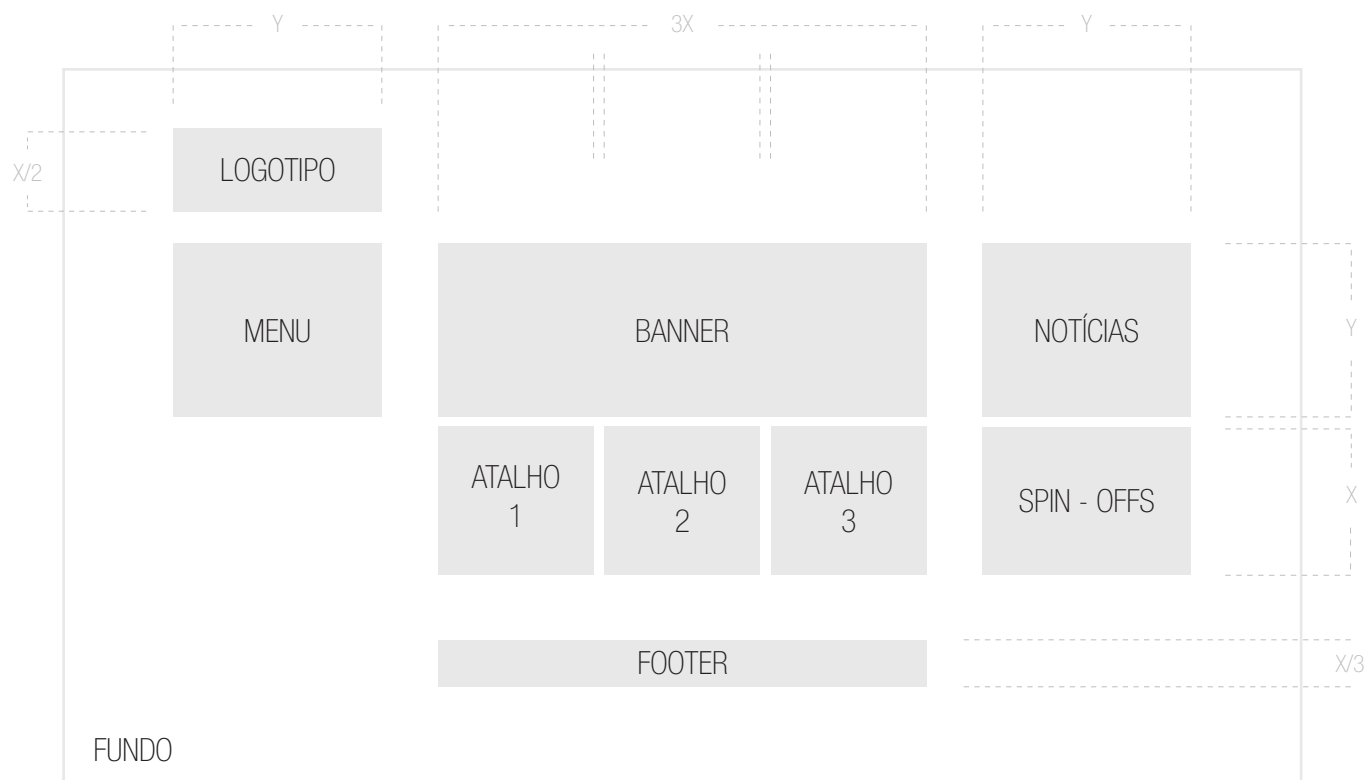 Y
3X
Y
X/2
LOGOTIPO
MENU
BANNER
NOTÍCIAS
Y
ATALHO
1
ATALHO
2
ATALHO
3
SPIN - OFFS
X
FOOTER
X/3
FUNDO